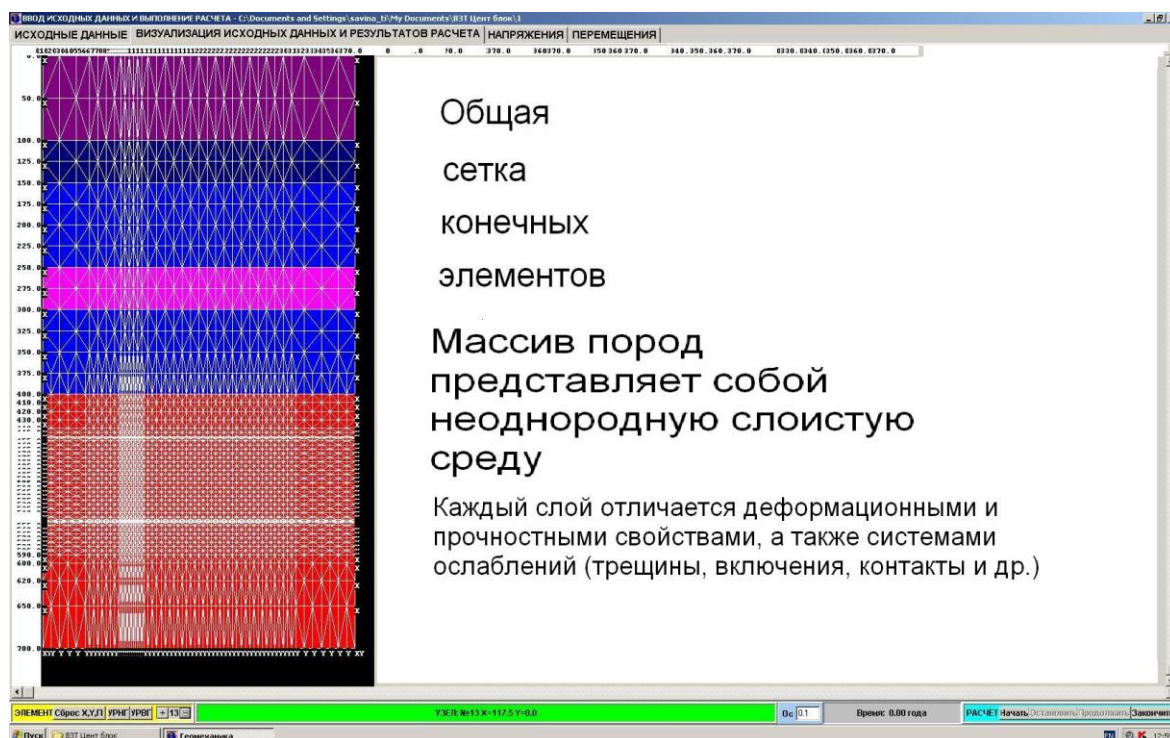 ВВОД ИСХОДНЫХ ДАННЫХ И ВЫПОЛНЕНИЕ РАСЧЕТА - C:\Documents and Settings\savina_ti\My Documents\ВЗТ Цент блок\1
ИСХОДНЫЕ ДАННЫЕ ВИЗУАЛИЗАЦИЯ ИСХОДНЫХ ДАННЫХ И РЕЗУЛЬТАТОВ РАСЧЕТА НАПРЯЖЕНИЯ ПЕРЕМЕЩЕНИЯ
50.0
100.0
125.0
150.0
175.0
200.0
225.0
250.0
275.0
300.0
325.0
350.0
375.0
400.0
410.0
420.0
430.0
590.0
600.0
620.0
650.0
700.0
Общая
сетка
конечных
элементов
Массив пород
представляет собой
неоднородную слоистую
среду
Каждый слой отличается деформационными и
прочностными свойствами, а также системами
ослаблений (трещины, включения, контакты и др.)
ЭЛЕМЕНТ Сброс X,Y,П УРНГ УРВГ + 13 УЗЕЛ: №13 X=117.5 Y=0.0 0с 0.1 Время: 0.00 года РАСЧЕТ Начать Остановить Продолжить Закончить
Пуск ВЗТ Цент блок Геомеханика EN